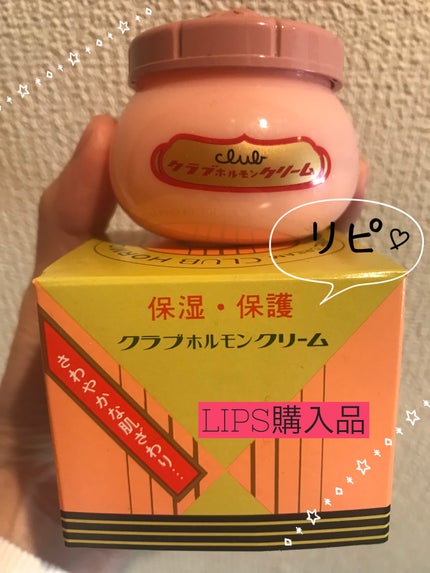 club
クラブホルモンクリーム
リピ♡
CLUB HOR
保湿・保護
クラブホルモンクリーム
さわやかな肌ざわり…
LIPS購入品